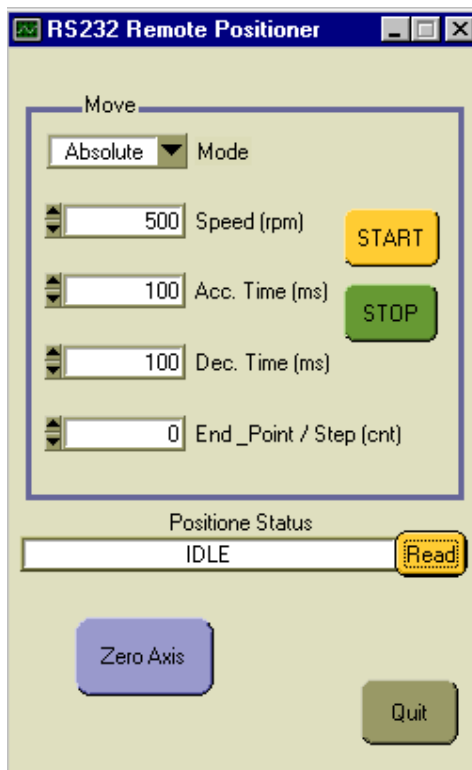 RS232 Remote Positioner
Move
Absolute Mode
500 Speed (rpm)
START
100 Acc. Time (ms)
STOP
100 Dec. Time (ms)
0 End _Point / Step (cnt)
Positione Status
IDLE Read
Zero Axis
Quit